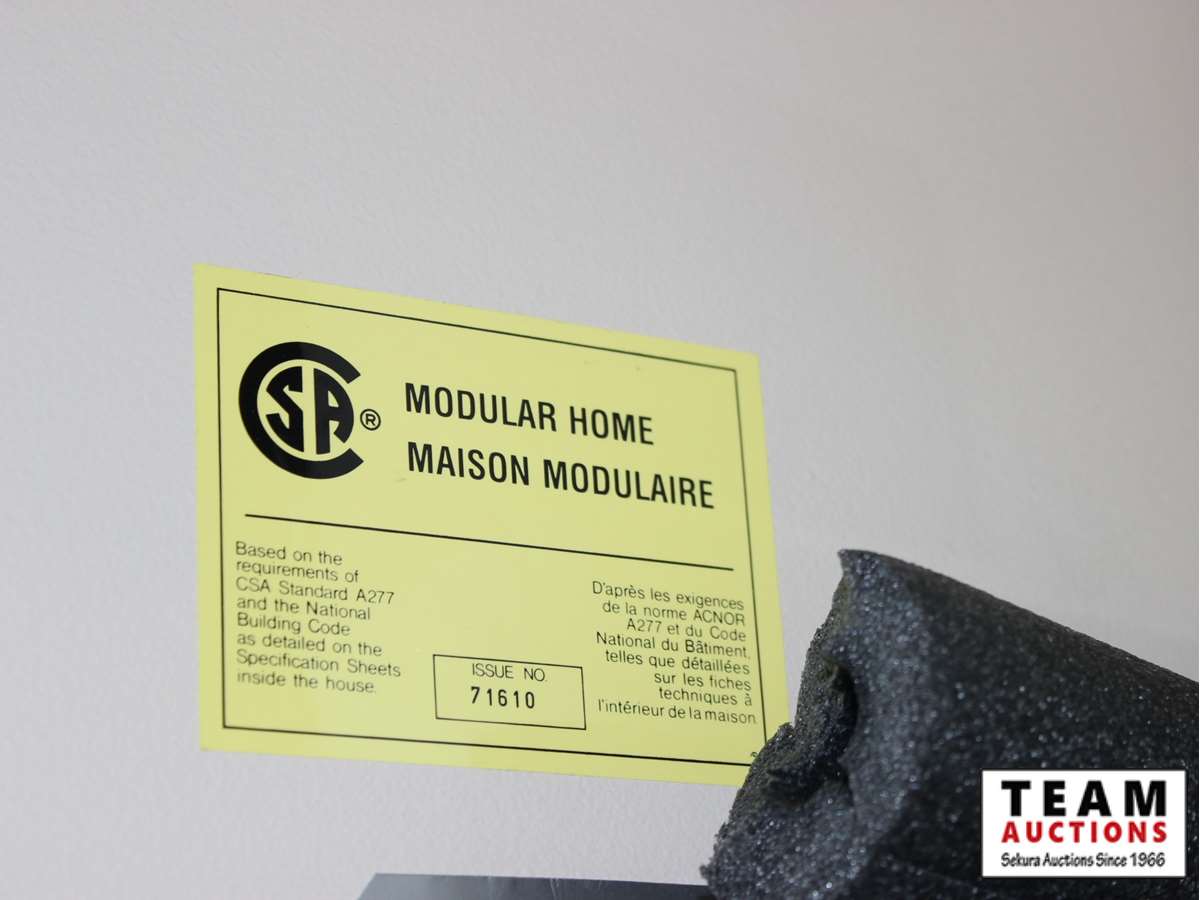 CSA®
MODULAR HOME
MAISON MODULAIRE
Based on the
requirements of
CSA Standard A277
and the National
Building Code
as detailed on the
Specification Sheets
inside the house.
ISSUE NO.
71610
D'après les exigences
de la norme ACNOR
A277 et du Code
National du Bâtiment,
telles que détaillées
sur les fiches
techniques à
l'intérieur de la maison.
TEAM
AUCTIONS
Sekura Auctions Since 1966